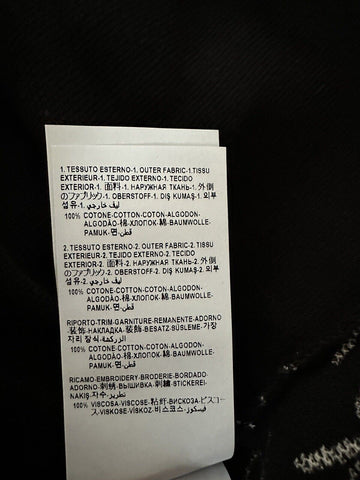 1. TESSUTO ESTERNO-1. OUTER FABRIC-1.TISSU
EXTERIEUR-1. TEJIDO EXTERNO-1. TECIDO
EXTERIOR-1. 面料-1. НАРУЖНАЯ ТКАНЬ-1. 外側
のファブリック-1. OBERSTOFF-1. DIŞ KUMAŞ-1. 외부
섬유-1. ليف خارجي
100% COTONE-COTTON-COTON-ALGODON-
ALGODÃO-棉-ХЛОПОК-綿-BAUMWOLLE-
PAMUK-면-قطن
2. TESSUTO ESTERNO-2. OUTER FABRIC-2. TISSU
EXTERIEUR-2. TEJIDO EXTERNO-2. TECIDO
EXTERIOR-2. 面料-2. НАРУЖНАЯ ТКАНЬ-2. 外側
のファブリック-2. OBERSTOFF-2. DIŞ KUMAŞ-2. 외부
섬유-2. ليف خارجي
100% COTONE-COTTON-COTON-ALGODON-
ALGODÃO-棉-ХЛОПОК-綿-BAUMWOLLE-
PAMUK-면-قطن
RIPORTO-TRIM-GARNITURE-REMANENTE-ADORNO
-装饰-НАКЛАДКА-装飾-BESATZ-SÜSLEME-가장
자리 장식-الزركشة
100% COTONE-COTTON-COTON-ALGODON-
ALGODÃO-棉-ХЛОПОК-綿-BAUMWOLLE-
PAMUK-면-قطن
RICAMO-EMBROIDERY-BRODERIE-BORDADO-
ADORNO-刺绣-ВЫШИВКА-刺繍-STICKEREI-
NAKIŞ-자수-تطريز
100% VISCOSA-VISCOSE-粘纤-ВИСКОЗА-ビスコー
ス-VISKOSE-VİSKOZ-비스코스-فيسكوز